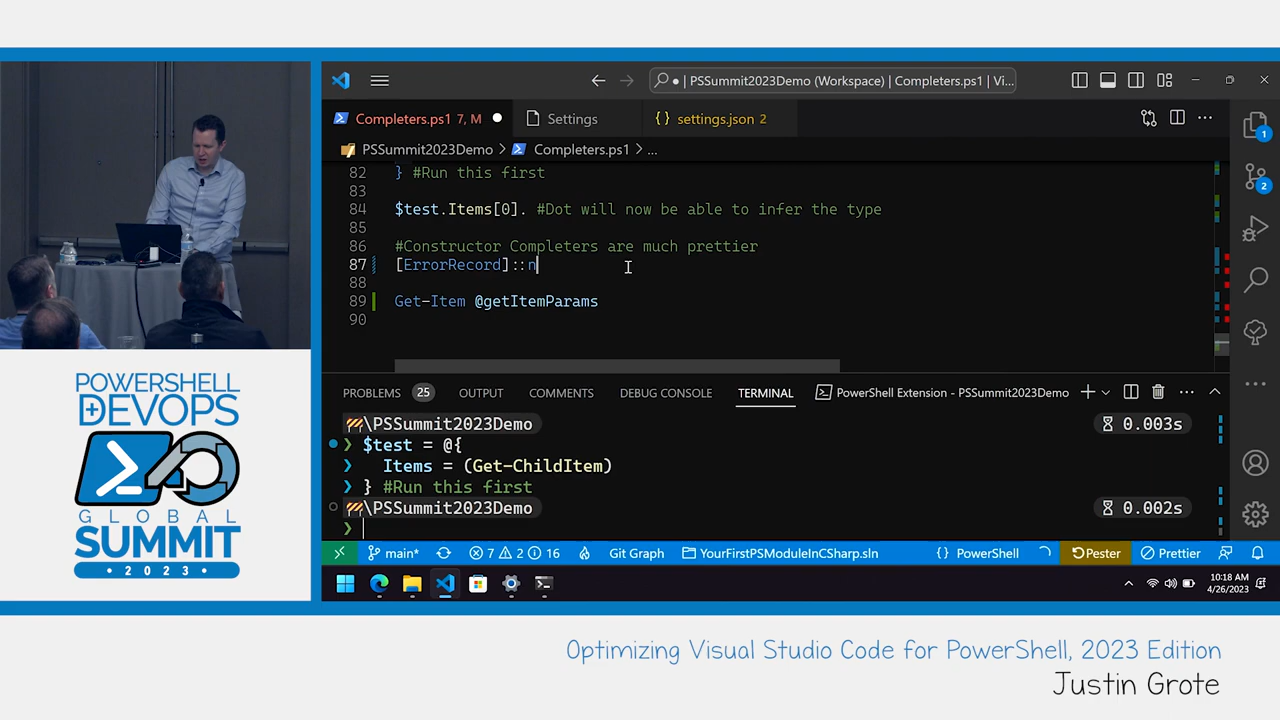 ● | PSSummit2023Demo (Workspace) | Completers.ps1 | Vi...
Completers.ps1 7, M
Settings
{} settings.json 2
PSSummit2023Demo > Completers.ps1 > ...
82 } #Run this first
83
84 $test.Items[0]. #Dot will now be able to infer the type
85
86 #Constructor Completers are much prettier
87 [ErrorRecord]::n
88
89 Get-Item @getItemParams
90
PROBLEMS 25 OUTPUT COMMENTS DEBUG CONSOLE TERMINAL PowerShell Extension - PSSummit2023Demo
\PSSummit2023Demo 0.003s
❯ $test = @{
❯ Items = (Get-ChildItem)
❯ } #Run this first
\PSSummit2023Demo 0.002s
❯
main* 7 2 16 Git Graph YourFirstPSModuleInCSharp.sln {} PowerShell Pester Prettier
10:18 AM
4/26/2023
1
2
POWERSHELL
+DEVOPS
GLOBAL
SUMMIT
2023
Optimizing Visual Studio Code for PowerShell, 2023 Edition
Justin Grote